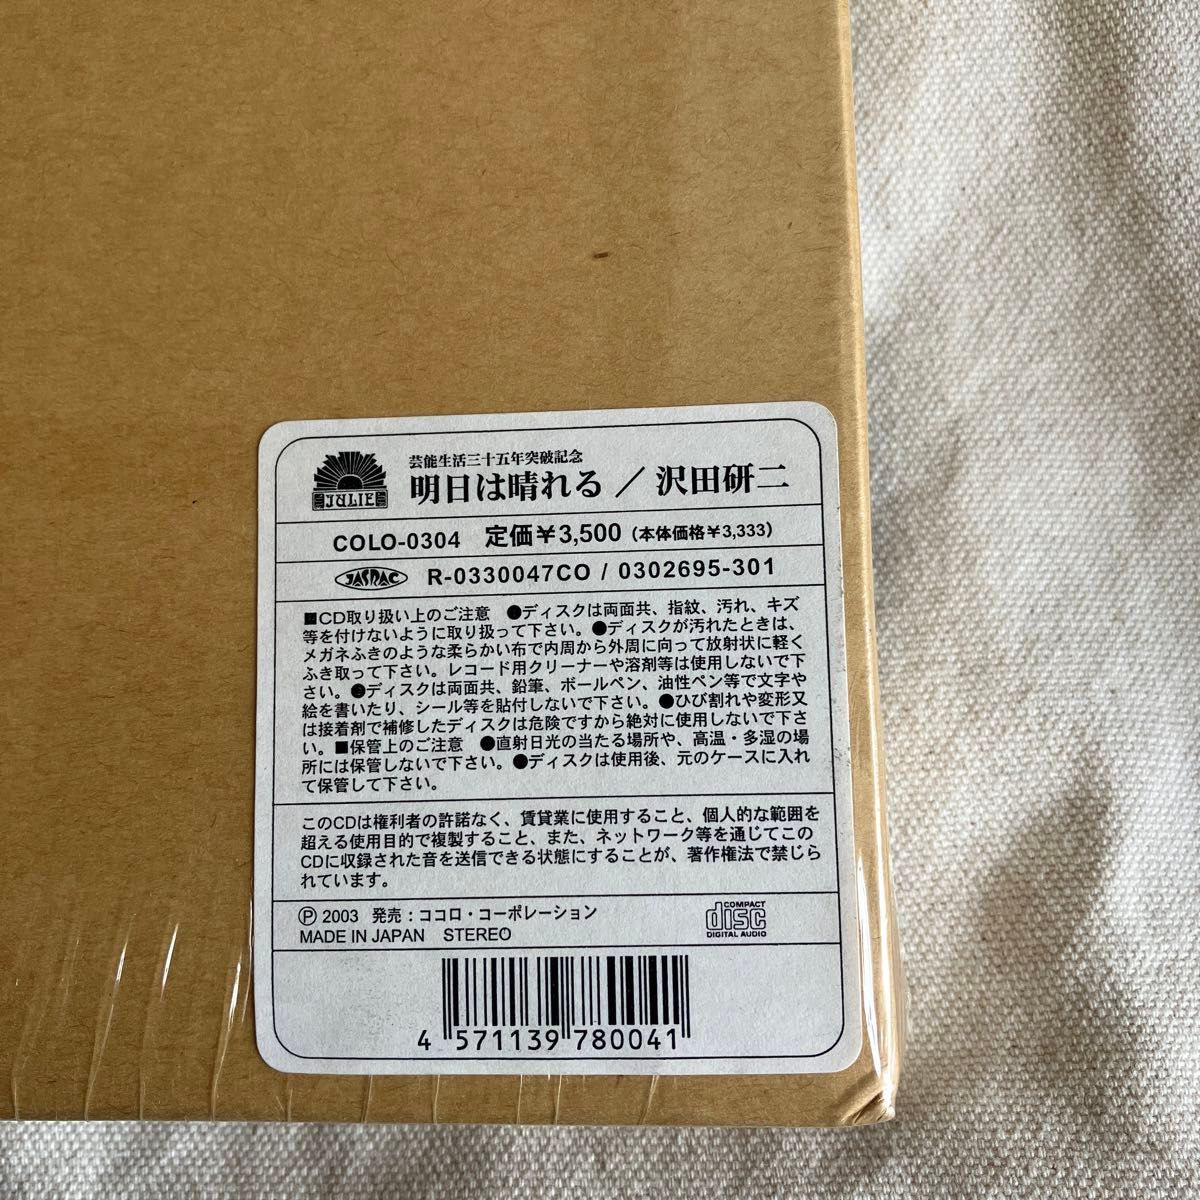 芸能生活三十五年突破記念
JULIE
明日は晴れる／沢田研二
COLO-0304 定価￥3,500（本体価格￥3,333）
JASRAC R-0330047CO / 0302695-301
■CD取り扱い上のご注意 ●ディスクは両面共、指紋、汚れ、キズ
等を付けないように取り扱って下さい。●ディスクが汚れたときは、
メガネふきのような柔らかい布で内周から外周に向って放射状に軽く
ふき取って下さい。レコード用クリーナーや溶剤等は使用しないで下
さい。●ディスクは両面共、鉛筆、ボールペン、油性ペン等で文字や
絵を書いたり、シール等を貼付しないで下さい。●ひび割れや変形又
は接着剤で補修したディスクは危険ですから絶対に使用しないで下さ
い。■保管上のご注意 ●直射日光の当たる場所や、高温・多湿の場
所には保管しないで下さい。●ディスクは使用後、元のケースに入れ
て保管して下さい。
このCDは権利者の許諾なく、賃貸業に使用すること、個人的な範囲を
超える使用目的で複製すること、また、ネットワーク等を通じてこの
CDに収録された音を送信できる状態にすることが、著作権法で禁じら
れています。
Ⓟ 2003 発売：ココロ・コーポレーション
MADE IN JAPAN STEREO
COMPACT
disc
DIGITAL AUDIO
4 571139 780041